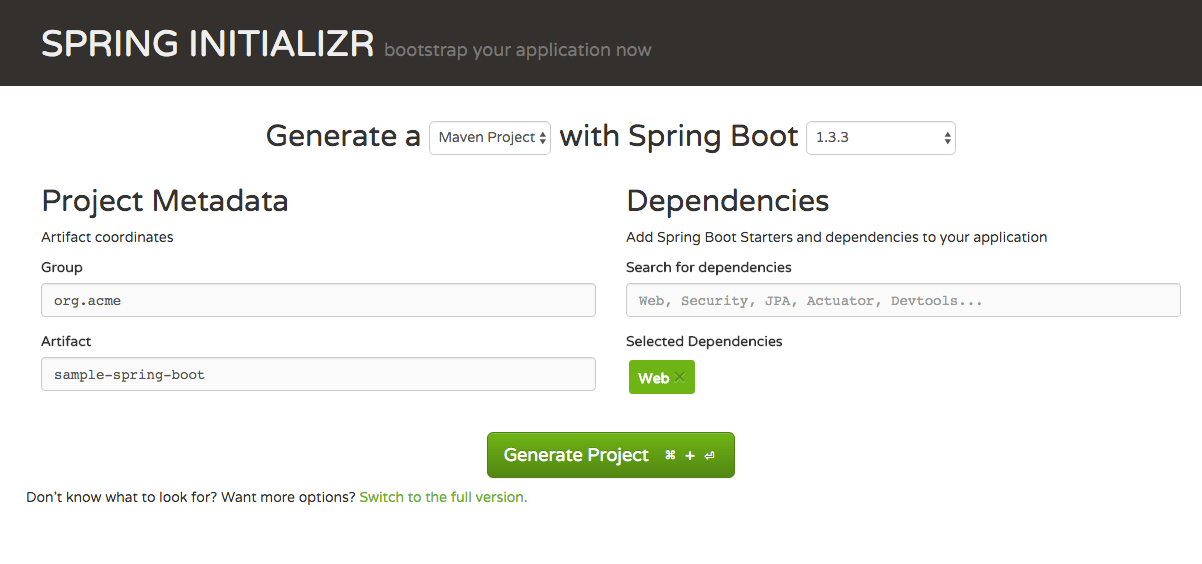 SPRING INITIALIZR bootstrap your application now
Generate a Maven Project with Spring Boot 1.3.3
Project Metadata
Artifact coordinates
Group
org.acme
Artifact
sample-spring-boot
Dependencies
Add Spring Boot Starters and dependencies to your application
Search for dependencies
Web, Security, JPA, Actuator, Devtools...
Selected Dependencies
Web ×
Generate Project ⌘ + ⏎
Don't know what to look for? Want more options? Switch to the full version.